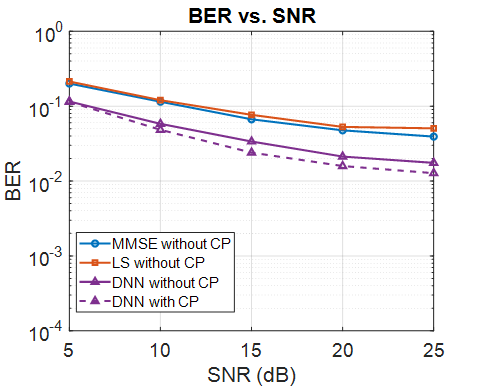 BER vs. SNR
10^0
10^-1
10^-2
10^-3
10^-4
BER
MMSE without CP
LS without CP
DNN without CP
DNN with CP
5 10 15 20 25
SNR (dB)